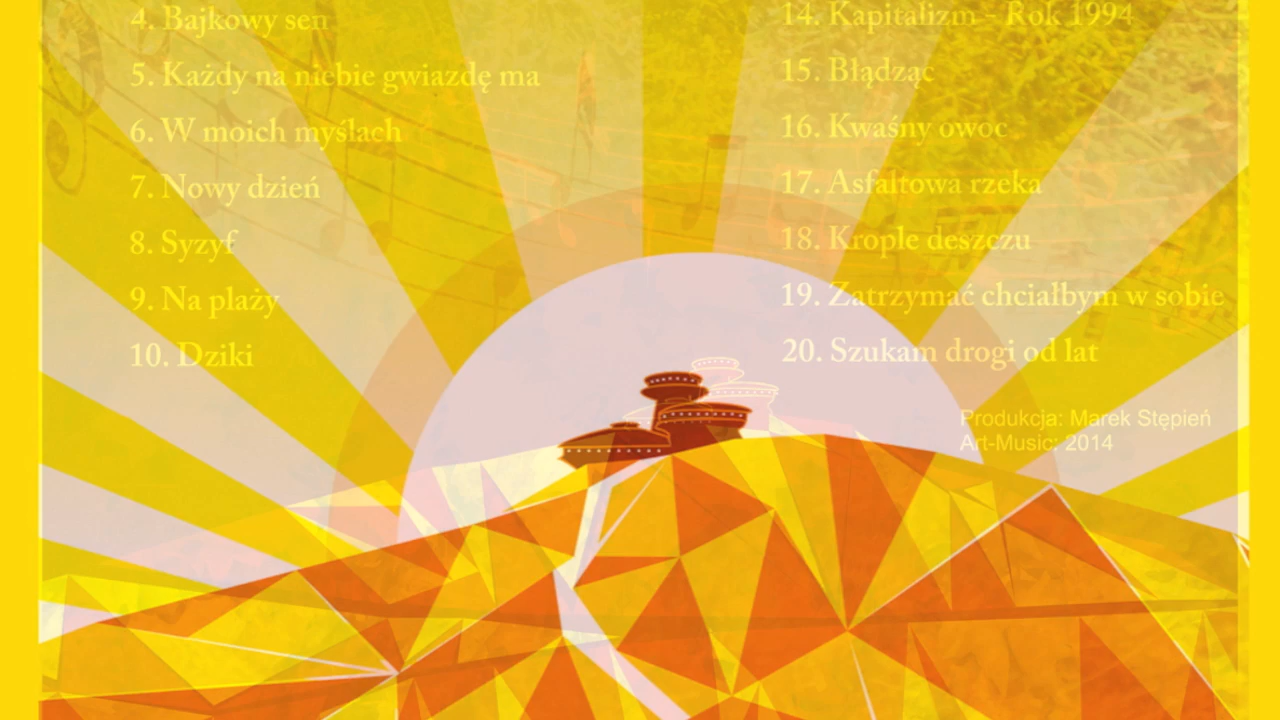 4. Bajkowy sen
5. Każdy na niebie gwiazdę ma
6. W moich myślach
7. Nowy dzień
8. Syzyf
9. Na plaży
10. Dziki
14. Kapitalizm - Rok 1994
15. Błądząc
16. Kwaśny owoc
17. Asfaltowa rzeka
18. Krople deszczu
19. Zatrzymać chciałbym w sobie
20. Szukam drogi od lat
Produkcja: Marek Stępień
Art-Music: 2014